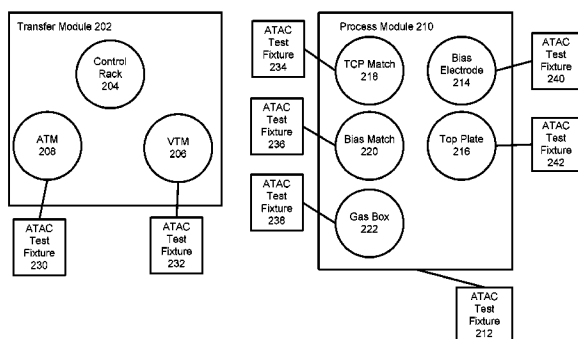 Transfer Module 202
Control
Rack
204
ATM
208
VTM
206
ATAC
Test
Fixture
230
ATAC
Test
Fixture
232
ATAC
Test
Fixture
234
ATAC
Test
Fixture
236
ATAC
Test
Fixture
238
Process Module 210
TCP Match
218
Bias
Electrode
214
Bias Match
220
Top Plate
216
Gas Box
222
ATAC
Test
Fixture
240
ATAC
Test
Fixture
242
ATAC
Test
Fixture
212